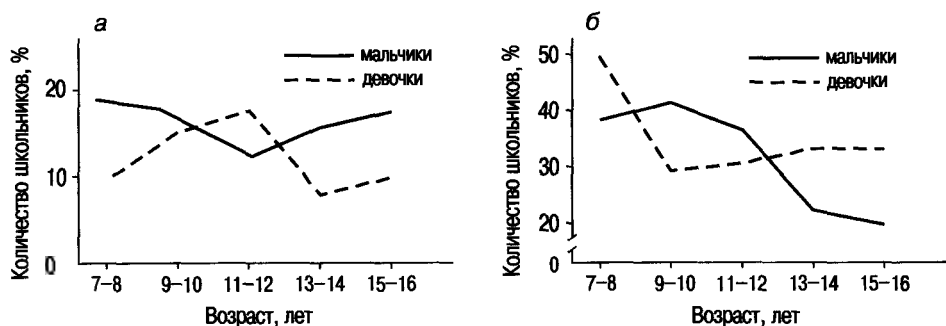 а
Количество школьников, %
20
10
0
мальчики
девочки
7–8 9–10 11–12 13–14 15–16
Возраст, лет
б
Количество школьников, %
50
40
30
20
0
мальчики
девочки
7–8 9–10 11–12 13–14 15–16
Возраст, лет